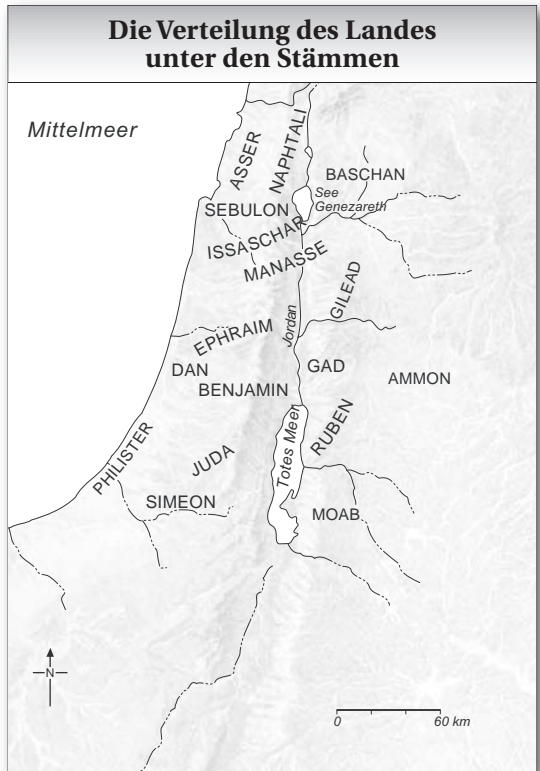 Die Verteilung des Landes
unter den Stämmen
Mittelmeer
ASSER
NAPHTALI
BASCHAN
See
Genezareth
SEBULON
ISSASCHAR
MANASSE
GILEAD
Jordan
EPHRAIM
DAN
GAD
AMMON
BENJAMIN
PHILISTER
JUDA
Totes Meer
RUBEN
SIMEON
MOAB
N
0 60 km